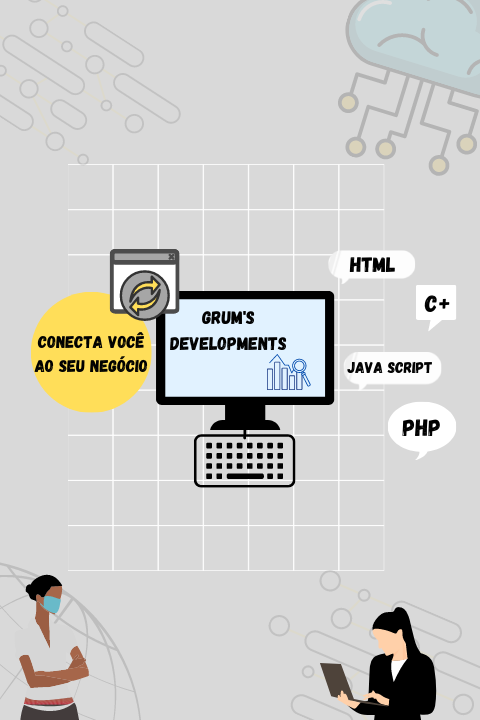 HTML
C+
GRUM'S
DEVELOPMENTS
CONECTA VOCÊ
AO SEU NEGÓCIO
JAVA SCRIPT
PHP